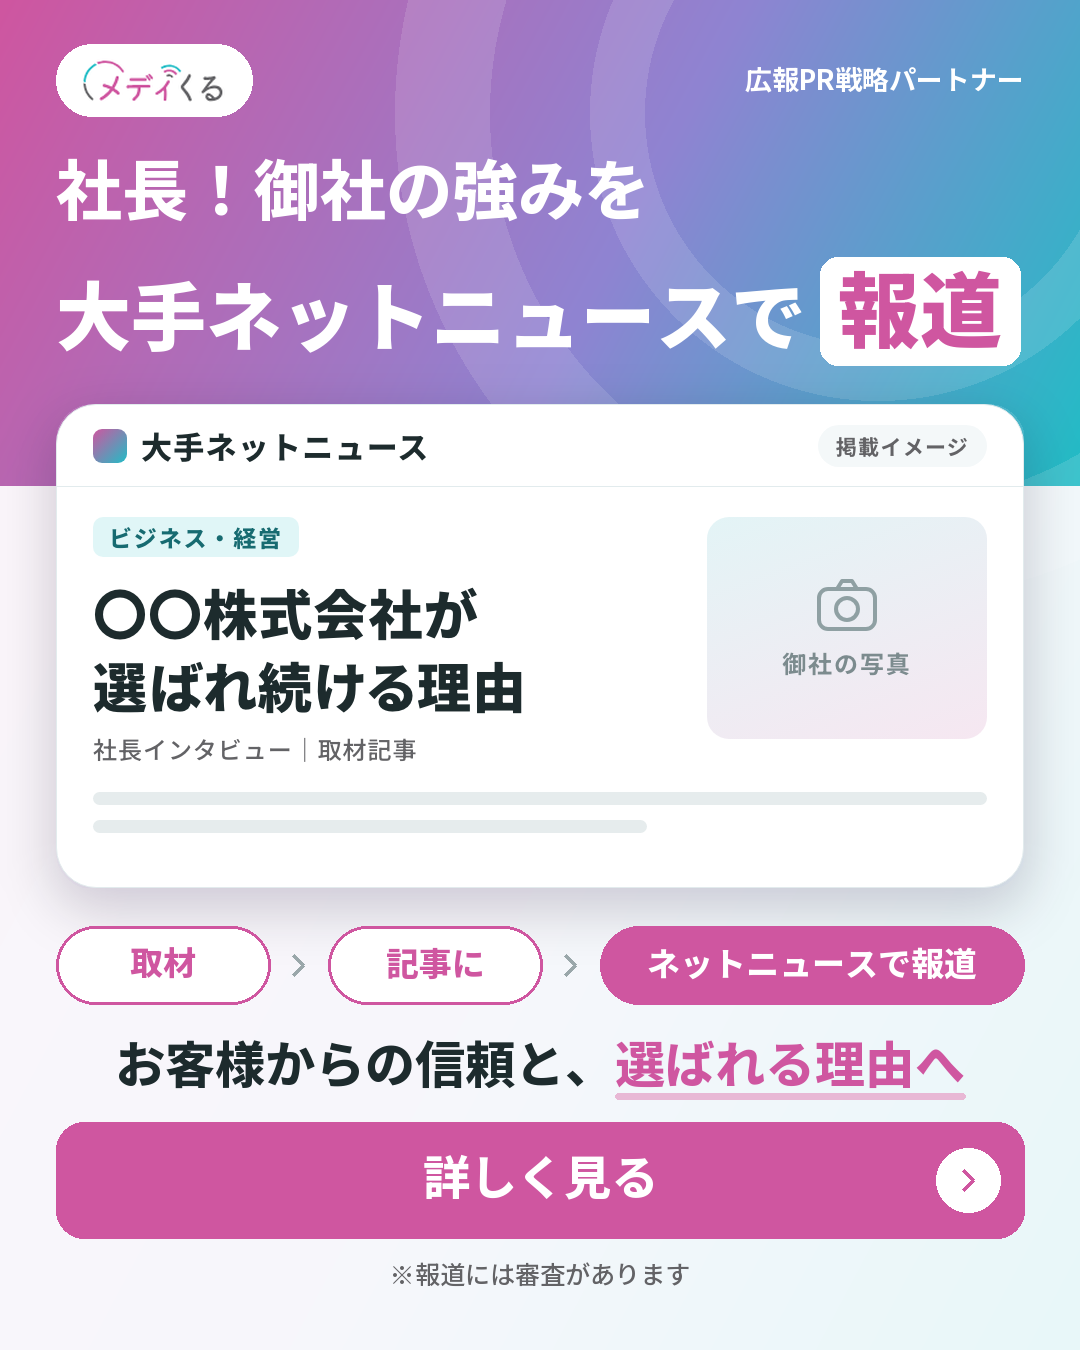 メディくる
広報PR戦略パートナー
社長！御社の強みを
大手ネットニュースで 報道
大手ネットニュース
掲載イメージ
ビジネス・経営
〇〇株式会社が
選ばれ続ける理由
社長インタビュー｜取材記事
御社の写真
取材
記事に
ネットニュースで報道
お客様からの信頼と、選ばれる理由へ
詳しく見る
※報道には審査があります